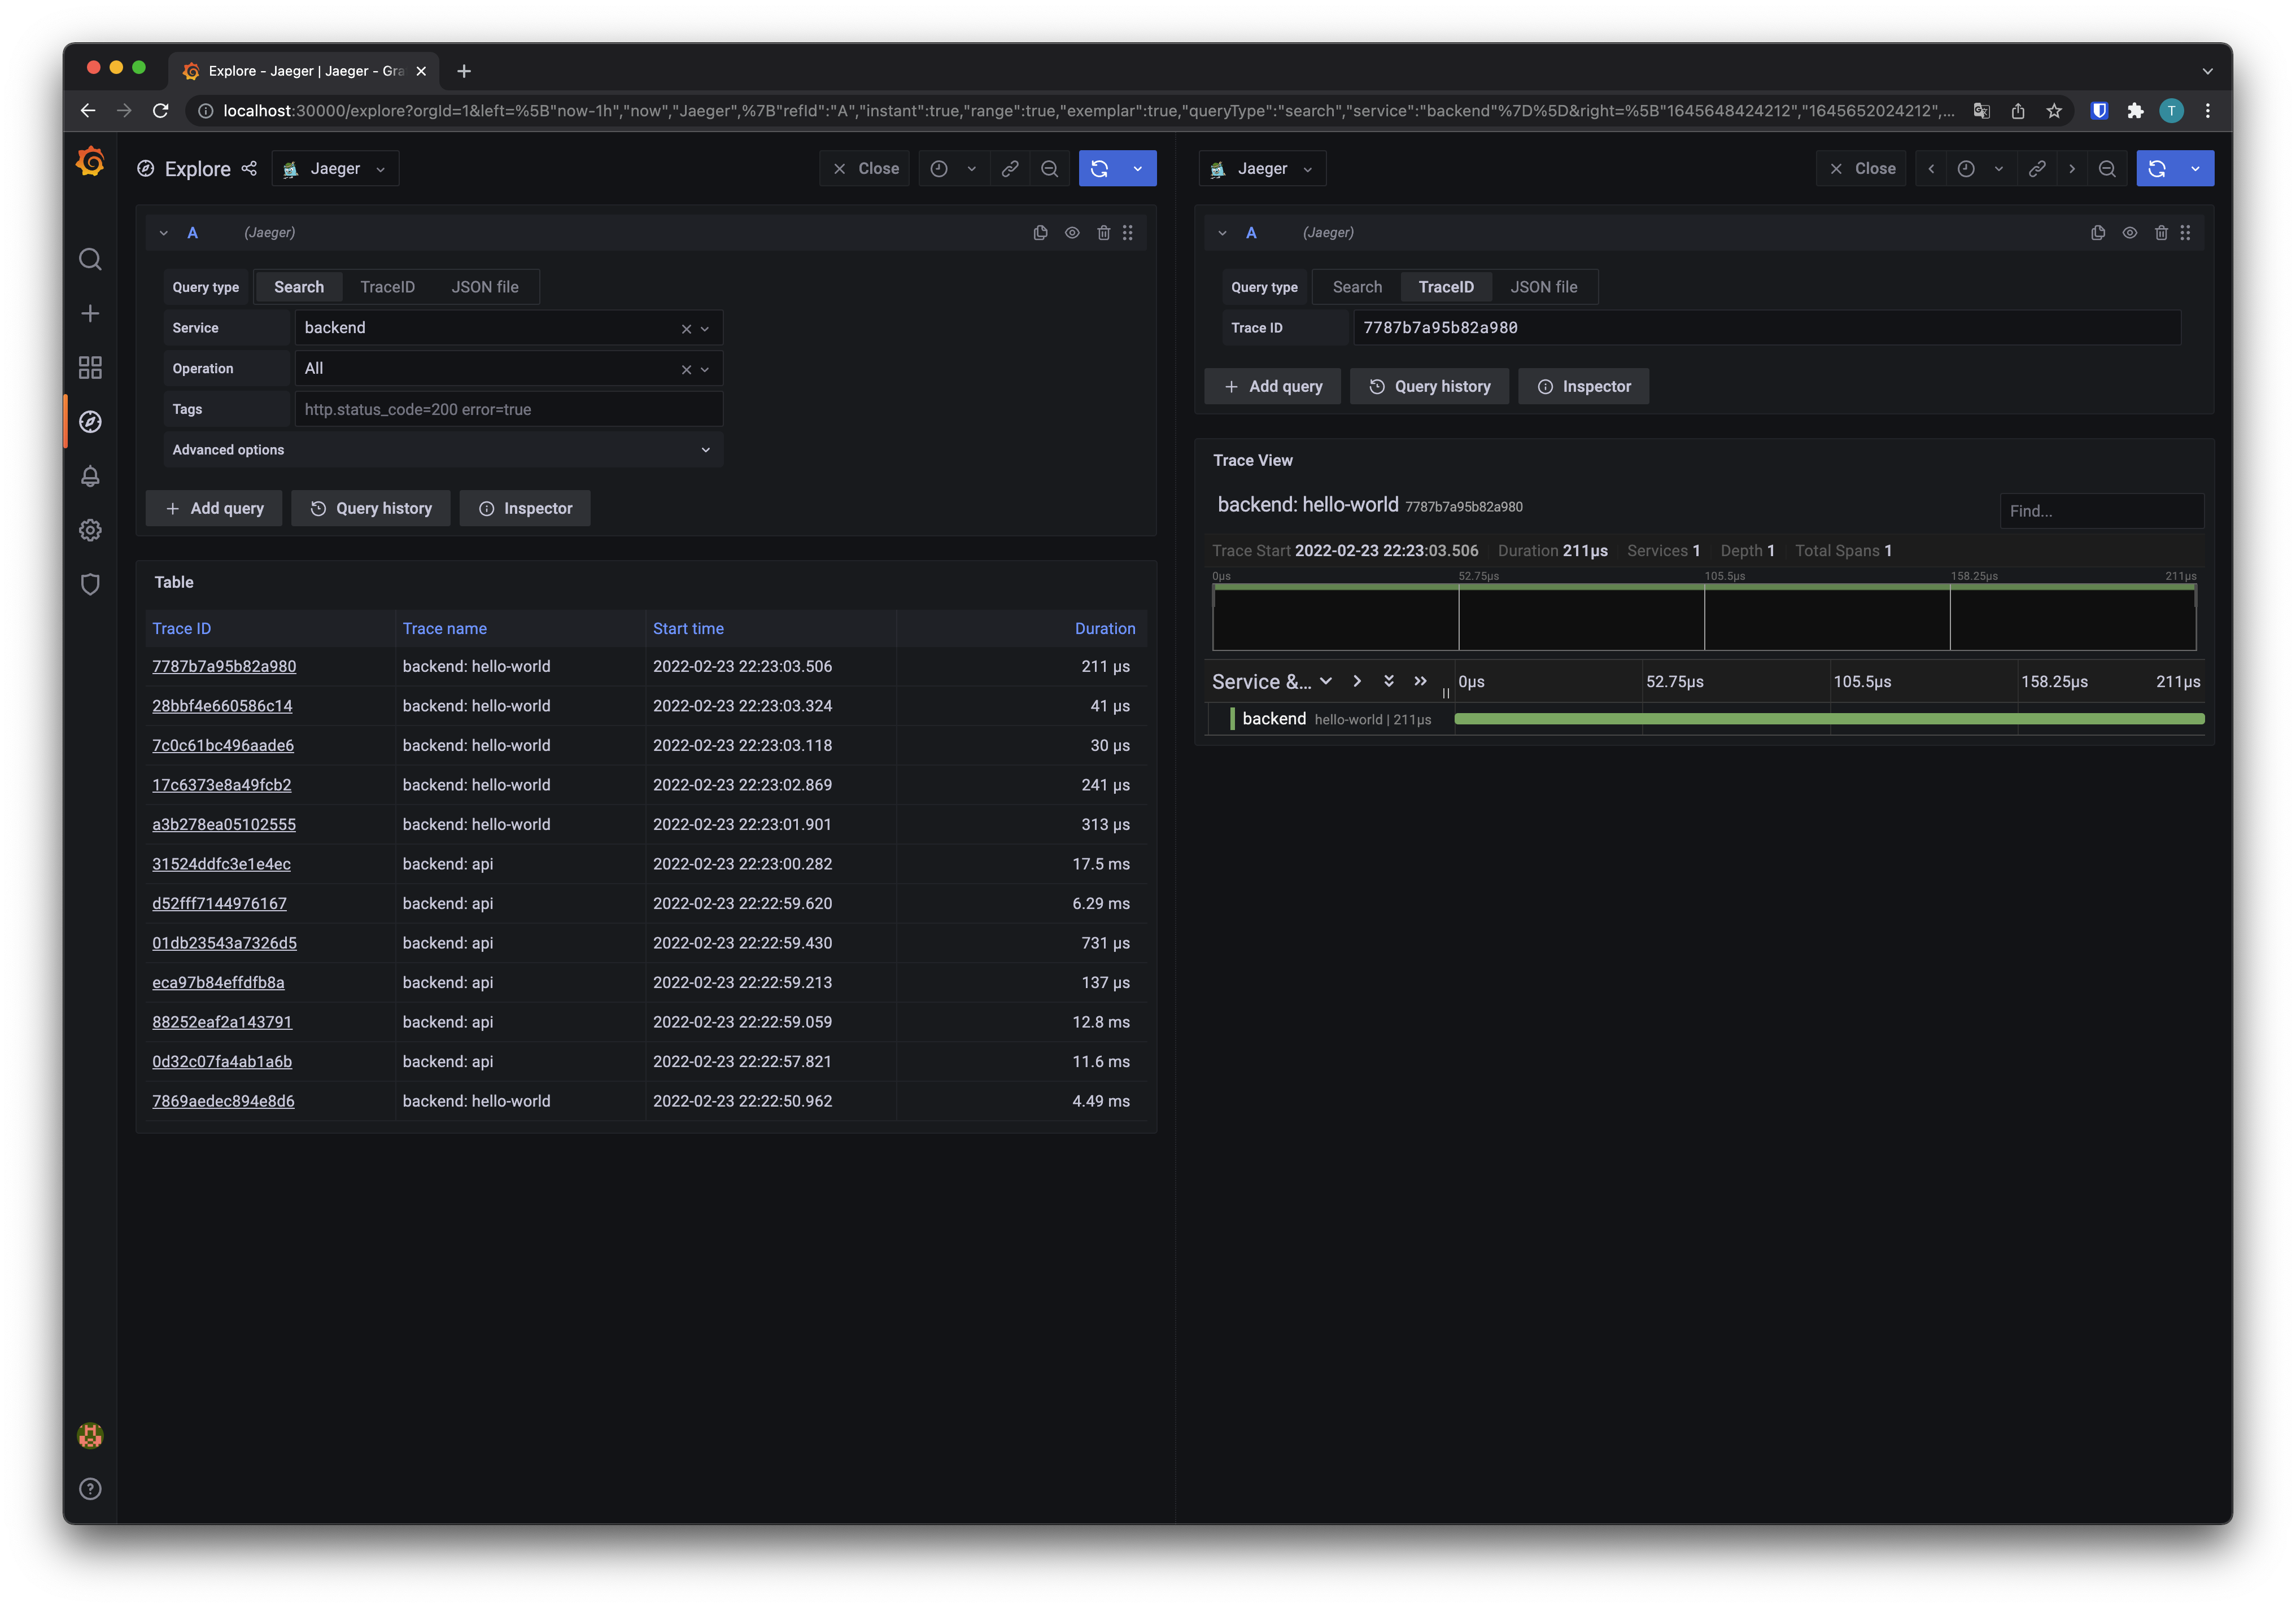 Explore - Jaeger | Jaeger - Gra
localhost:30000/explore?orgId=1&left=%5B"now-1h","now","Jaeger",%7B"refId":"A","instant":true,"range":true,"exemplar":true,"queryType":"search","service":"backend"%7D%5D&right=%5B"1645648424212","1645652024212",...
T
Explore
Jaeger
Close
A
(Jaeger)
Query type
Search
TraceID
JSON file
Service
backend
Operation
All
Tags
http.status_code=200 error=true
Advanced options
Add query
Query history
Inspector
Table
Trace ID Trace name Start time Duration
7787b7a95b82a980 backend: hello-world 2022-02-23 22:23:03.506 211 µs
28bbf4e660586c14 backend: hello-world 2022-02-23 22:23:03.324 41 µs
7c0c61bc496aade6 backend: hello-world 2022-02-23 22:23:03.118 30 µs
17c6373e8a49fcb2 backend: hello-world 2022-02-23 22:23:02.869 241 µs
a3b278ea05102555 backend: hello-world 2022-02-23 22:23:01.901 313 µs
31524ddfc3e1e4ec backend: api 2022-02-23 22:23:00.282 17.5 ms
d52fff7144976167 backend: api 2022-02-23 22:22:59.620 6.29 ms
01db23543a7326d5 backend: api 2022-02-23 22:22:59.430 731 µs
eca97b84effdfb8a backend: api 2022-02-23 22:22:59.213 137 µs
88252eaf2a143791 backend: api 2022-02-23 22:22:59.059 12.8 ms
0d32c07fa4ab1a6b backend: api 2022-02-23 22:22:57.821 11.6 ms
7869aedec894e8d6 backend: hello-world 2022-02-23 22:22:50.962 4.49 ms
Jaeger
Close
A
(Jaeger)
Query type
Search
TraceID
JSON file
Trace ID
7787b7a95b82a980
Add query
Query history
Inspector
Trace View
backend: hello-world 7787b7a95b82a980
Find...
Trace Start 2022-02-23 22:23:03.506 Duration 211µs Services 1 Depth 1 Total Spans 1
0µs 52.75µs 105.5µs 158.25µs 211µs
Service &... 0µs 52.75µs 105.5µs 158.25µs 211µs
backend hello-world | 211µs